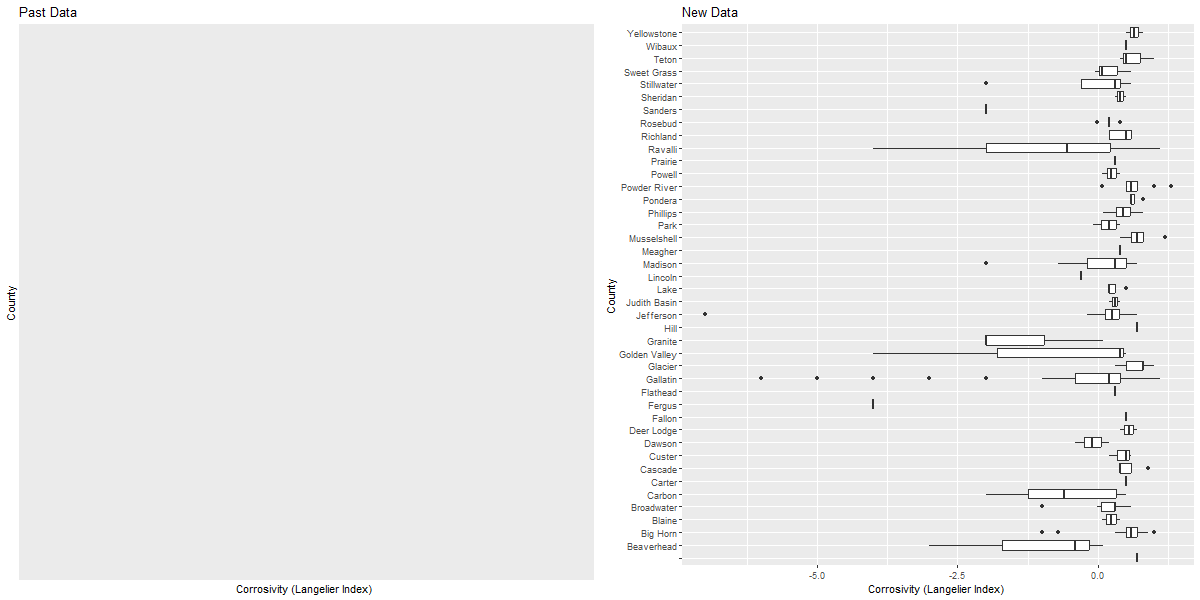 Past Data
County
Corrosivity (Langelier Index)
New Data
County
Yellowstone
Wibaux
Teton
Sweet Grass
Stillwater
Sheridan
Sanders
Rosebud
Richland
Ravalli
Prairie
Powell
Powder River
Pondera
Phillips
Park
Musselshell
Meagher
Madison
Lincoln
Lake
Judith Basin
Jefferson
Hill
Granite
Golden Valley
Glacier
Gallatin
Flathead
Fergus
Fallon
Deer Lodge
Dawson
Custer
Cascade
Carter
Carbon
Broadwater
Blaine
Big Horn
Beaverhead
-5.0 -2.5 0.0
Corrosivity (Langelier Index)